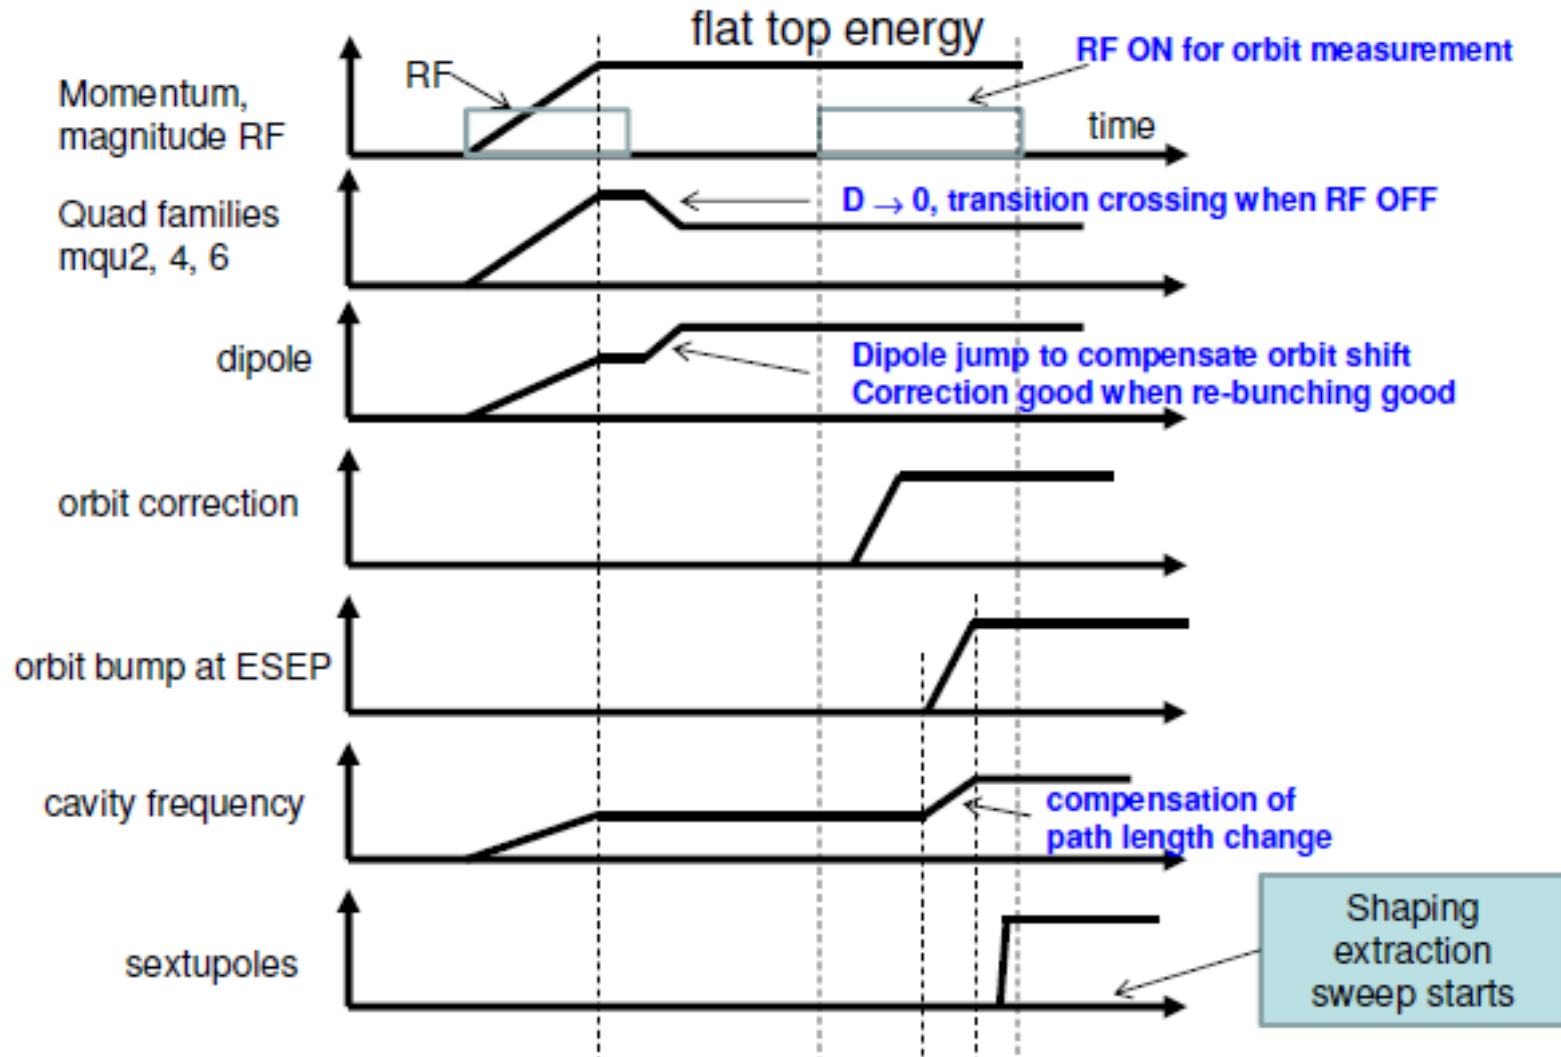 flat top energy
RF ON for orbit measurement
RF
Momentum,
magnitude RF
time
Quad families
mqu2, 4, 6
D → 0, transition crossing when RF OFF
dipole
Dipole jump to compensate orbit shift
Correction good when re-bunching good
orbit correction
orbit bump at ESEP
cavity frequency
compensation of
path length change
sextupoles
Shaping
extraction
sweep starts